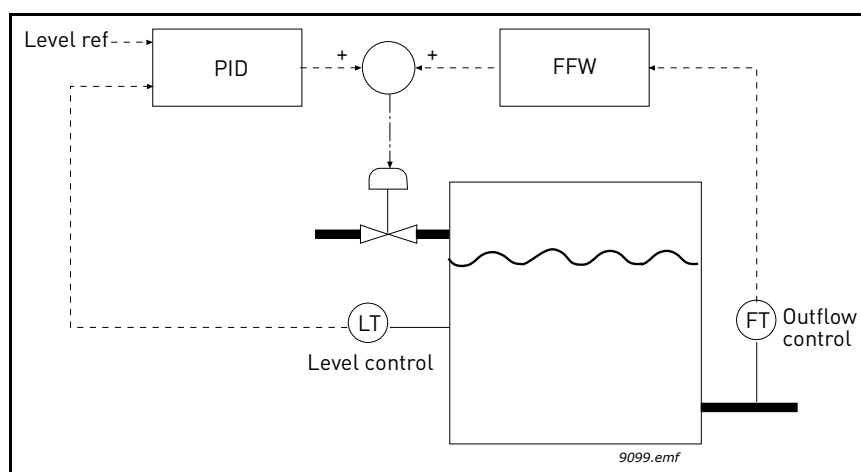 Level ref
PID
+
+
FFW
LT
Level control
FT
Outflow
control
9099.emf